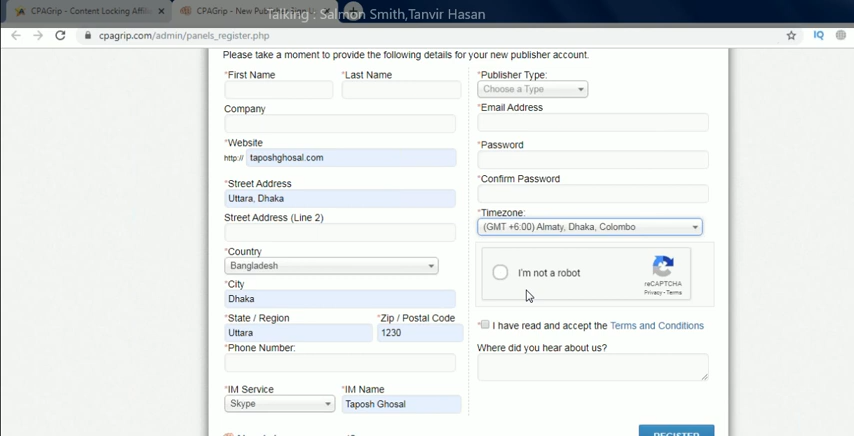 CPAGrip - Content Locking Affili
CPAGrip - New Pub
Talking : Salmon Smith,Tanvir Hasan
cpagrip.com/admin/panels_register.php
IQ
Please take a moment to provide the following details for your new publisher account.
*First Name
*Last Name
Company
*Website
http:// taposhghosal.com
*Street Address
Uttara, Dhaka
Street Address (Line 2)
*Country
Bangladesh
*City
Dhaka
*State / Region
*Zip / Postal Code
Uttara
1230
*Phone Number:
*IM Service
*IM Name
Skype
Taposh Ghosal
*Publisher Type:
Choose a Type
*Email Address
*Password
*Confirm Password
*Timezone:
(GMT +6:00) Almaty, Dhaka, Colombo
I'm not a robot
reCAPTCHA
Privacy - Terms
* I have read and accept the Terms and Conditions
Where did you hear about us?
REGISTER